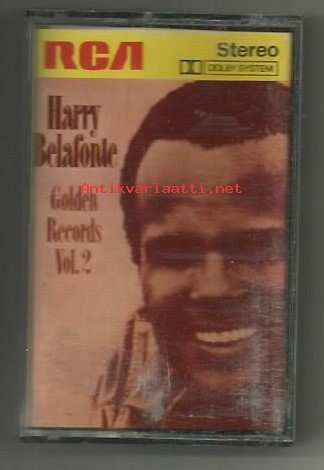 RCA
Stereo
DOLBY SYSTEM
Harry
Belafonte
Antikvariaatti.net
Golden
Records
Vol. 2